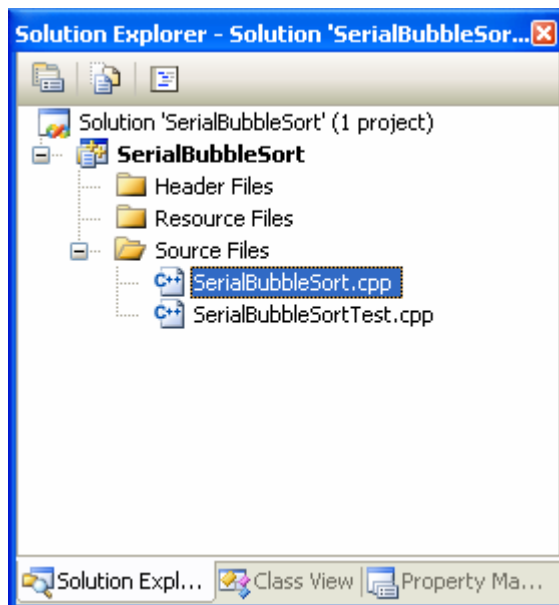 Solution Explorer - Solution 'SerialBubbleSor...
Solution 'SerialBubbleSort' (1 project)
SerialBubbleSort
Header Files
Resource Files
Source Files
C++ SerialBubbleSort.cpp
C++ SerialBubbleSortTest.cpp
Solution Expl... Class View Property Ma...